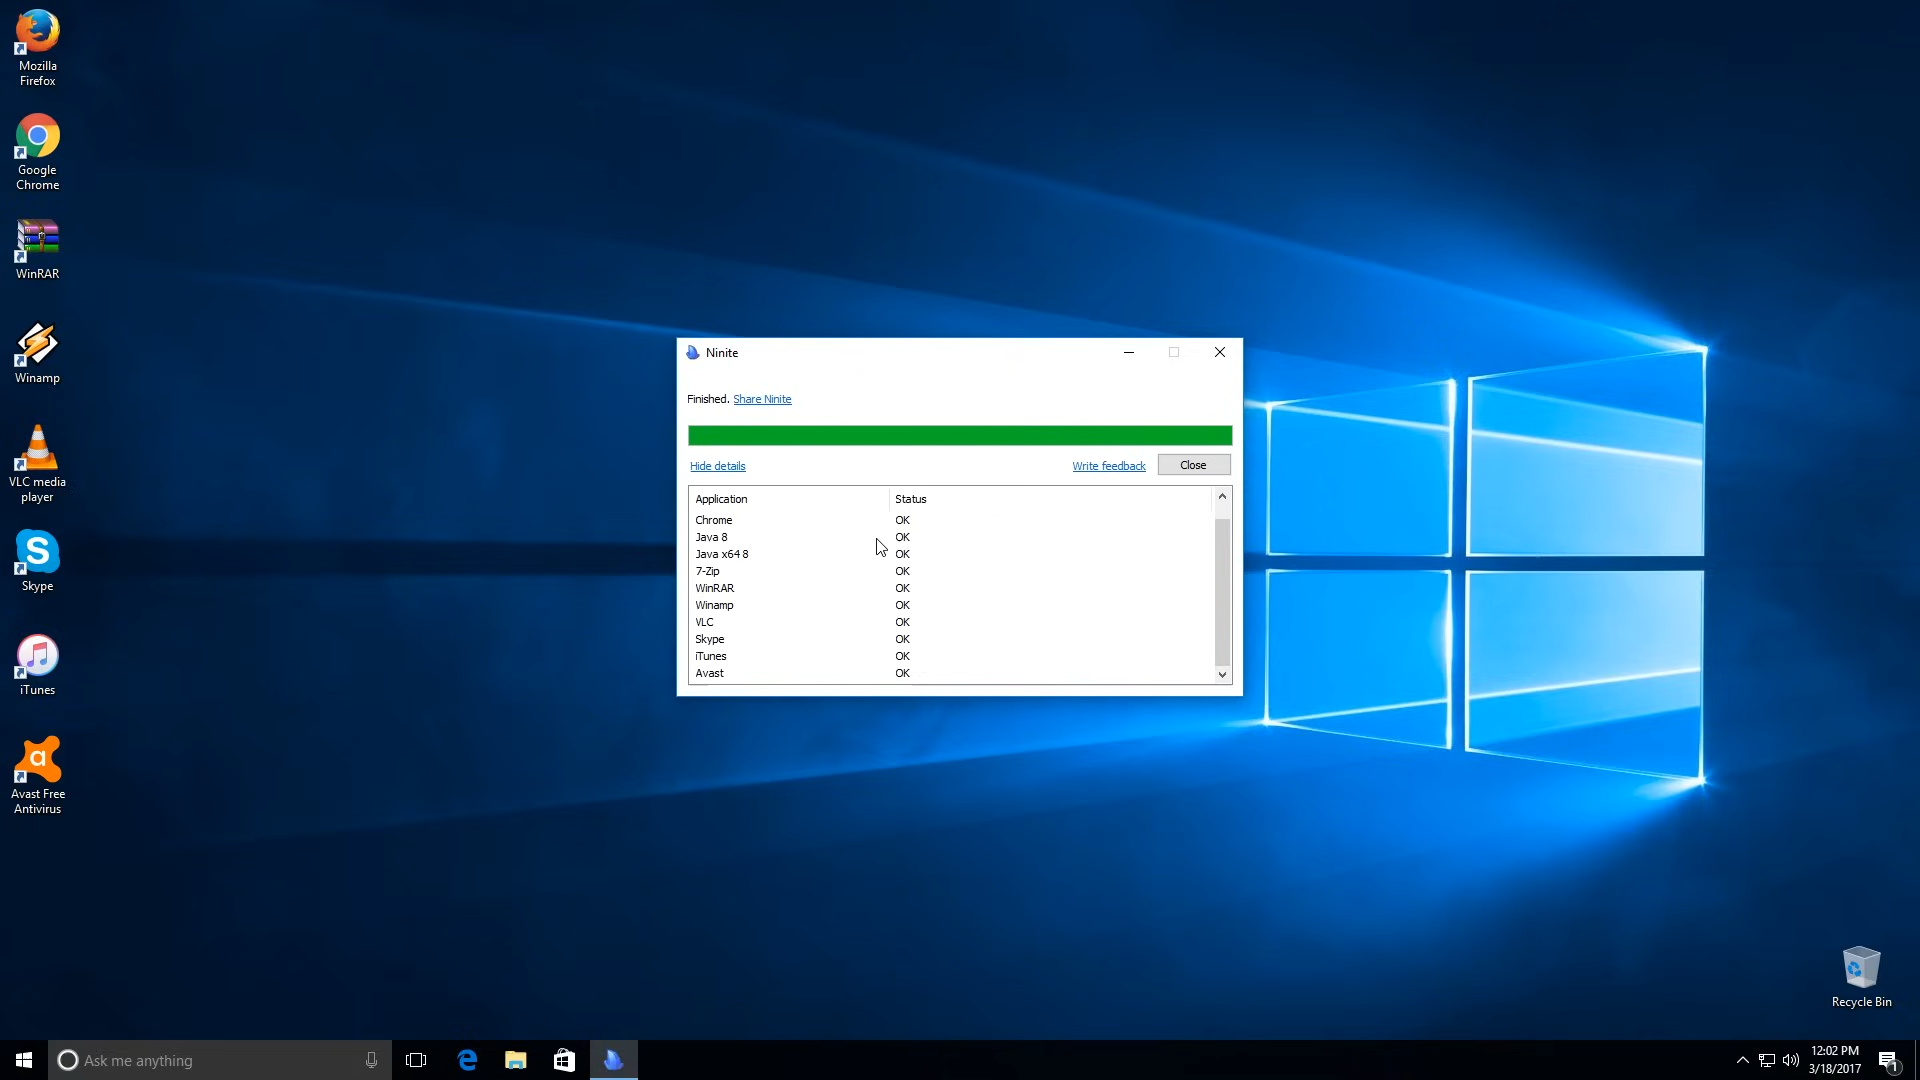 Mozilla
Firefox
Google
Chrome
WinRAR
Winamp
VLC media
player
Skype
iTunes
Avast Free
Antivirus
Ninite
Finished. Share Ninite
Hide details Write feedback Close
Application Status
Chrome OK
Java 8 OK
Java x64 8 OK
7-Zip OK
WinRAR OK
Winamp OK
VLC OK
Skype OK
iTunes OK
Avast OK
Recycle Bin
Ask me anything
12:02 PM
3/18/2017
1